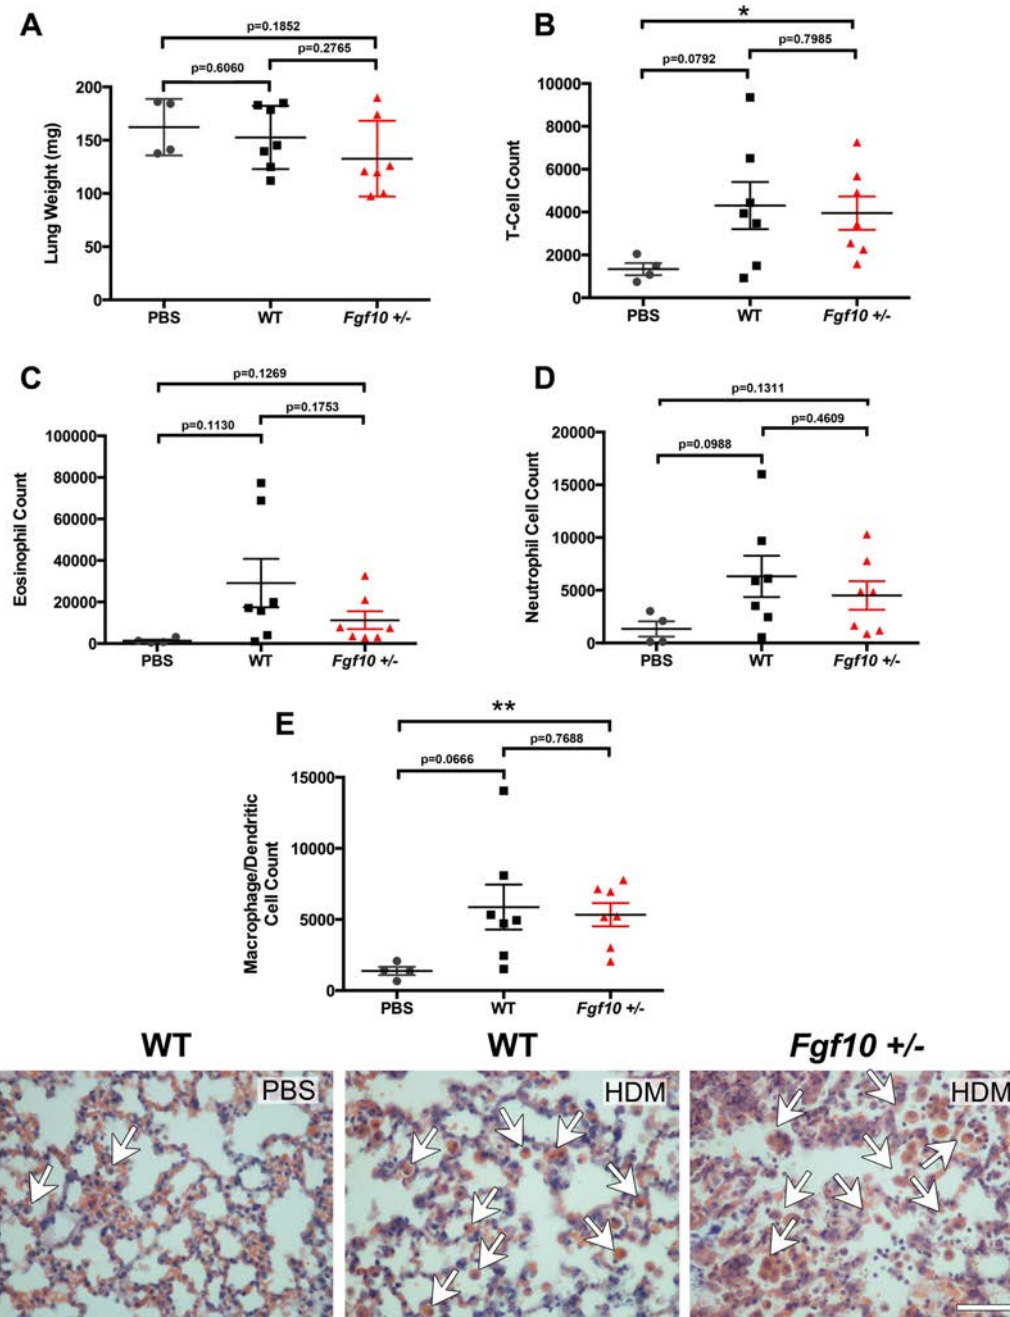 A
p=0.1852
p=0.2765
p=0.6060
Lung Weight (mg)
200
150
100
50
0
PBS
WT
Fgf10 +/-
B
*
p=0.7985
p=0.0792
T-Cell Count
10000
8000
6000
4000
2000
0
PBS
WT
Fgf10 +/-
C
p=0.1269
p=0.1753
p=0.1130
Eosinophil Count
100000
80000
60000
40000
20000
0
PBS
WT
Fgf10 +/-
D
p=0.1311
p=0.4609
p=0.0988
Neutrophil Cell Count
20000
15000
10000
5000
0
PBS
WT
Fgf10 +/-
E
**
p=0.7688
p=0.0666
Macrophage/Dendritic
Cell Count
15000
10000
5000
0
PBS
WT
Fgf10 +/-
WT
WT
Fgf10 +/-
PBS
HDM
HDM